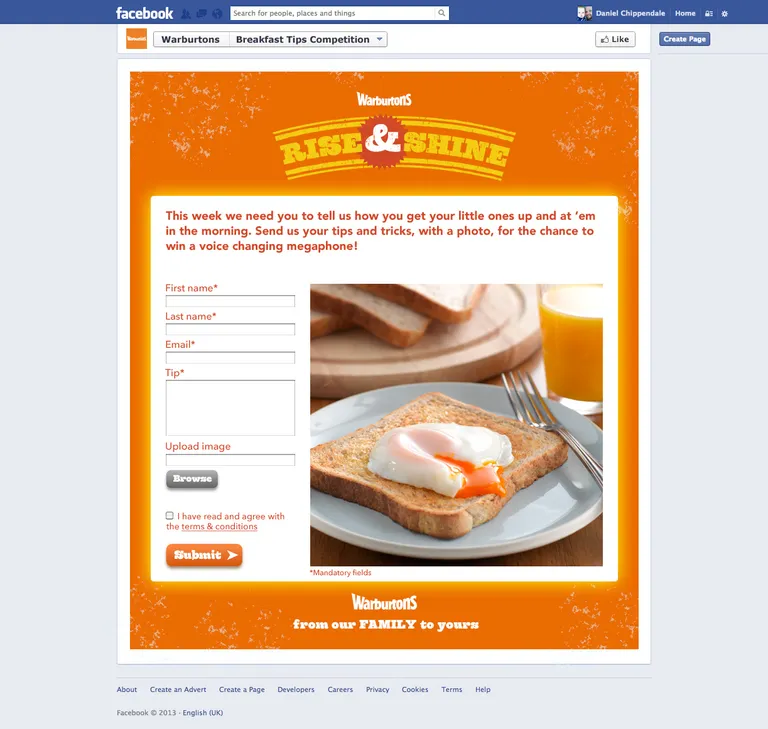 facebook
Search for people, places and things
Daniel Chippendale
Home
Warburtons
Warburtons
Breakfast Tips Competition
Like
Create Page
Warburtons
RISE & SHINE
This week we need you to tell us how you get your little ones up and at ‘em
in the morning. Send us your tips and tricks, with a photo, for the chance to
win a voice changing megaphone!
First name*
Last name*
Email*
Tip*
Upload image
Browse
I have read and agree with
the terms & conditions
Submit
*Mandatory fields
Warburtons
from our FAMILY to yours
About Create an Advert Create a Page Developers Careers Privacy Cookies Terms Help
Facebook © 2013 · English (UK)